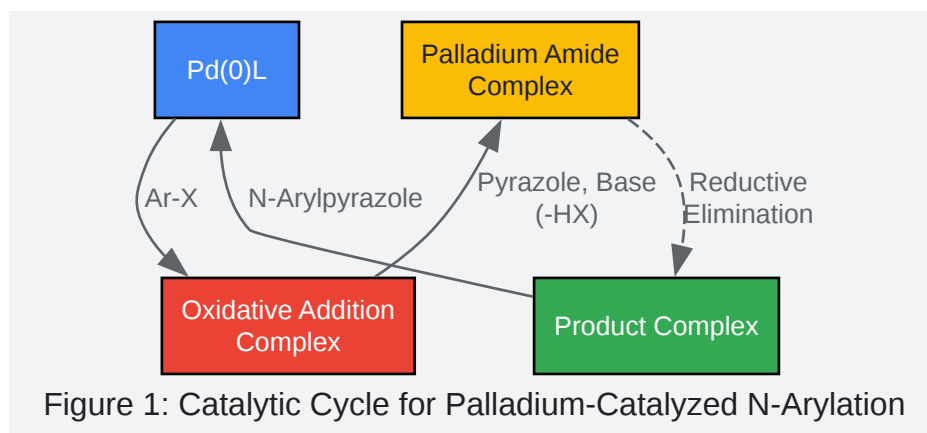 Pd(0)L
Palladium Amide
Complex
Ar-X
N-Arylpyrazole
Pyrazole, Base
(-HX)
Reductive
Elimination
Oxidative Addition
Complex
Product Complex
Figure 1: Catalytic Cycle for Palladium-Catalyzed N-Arylation